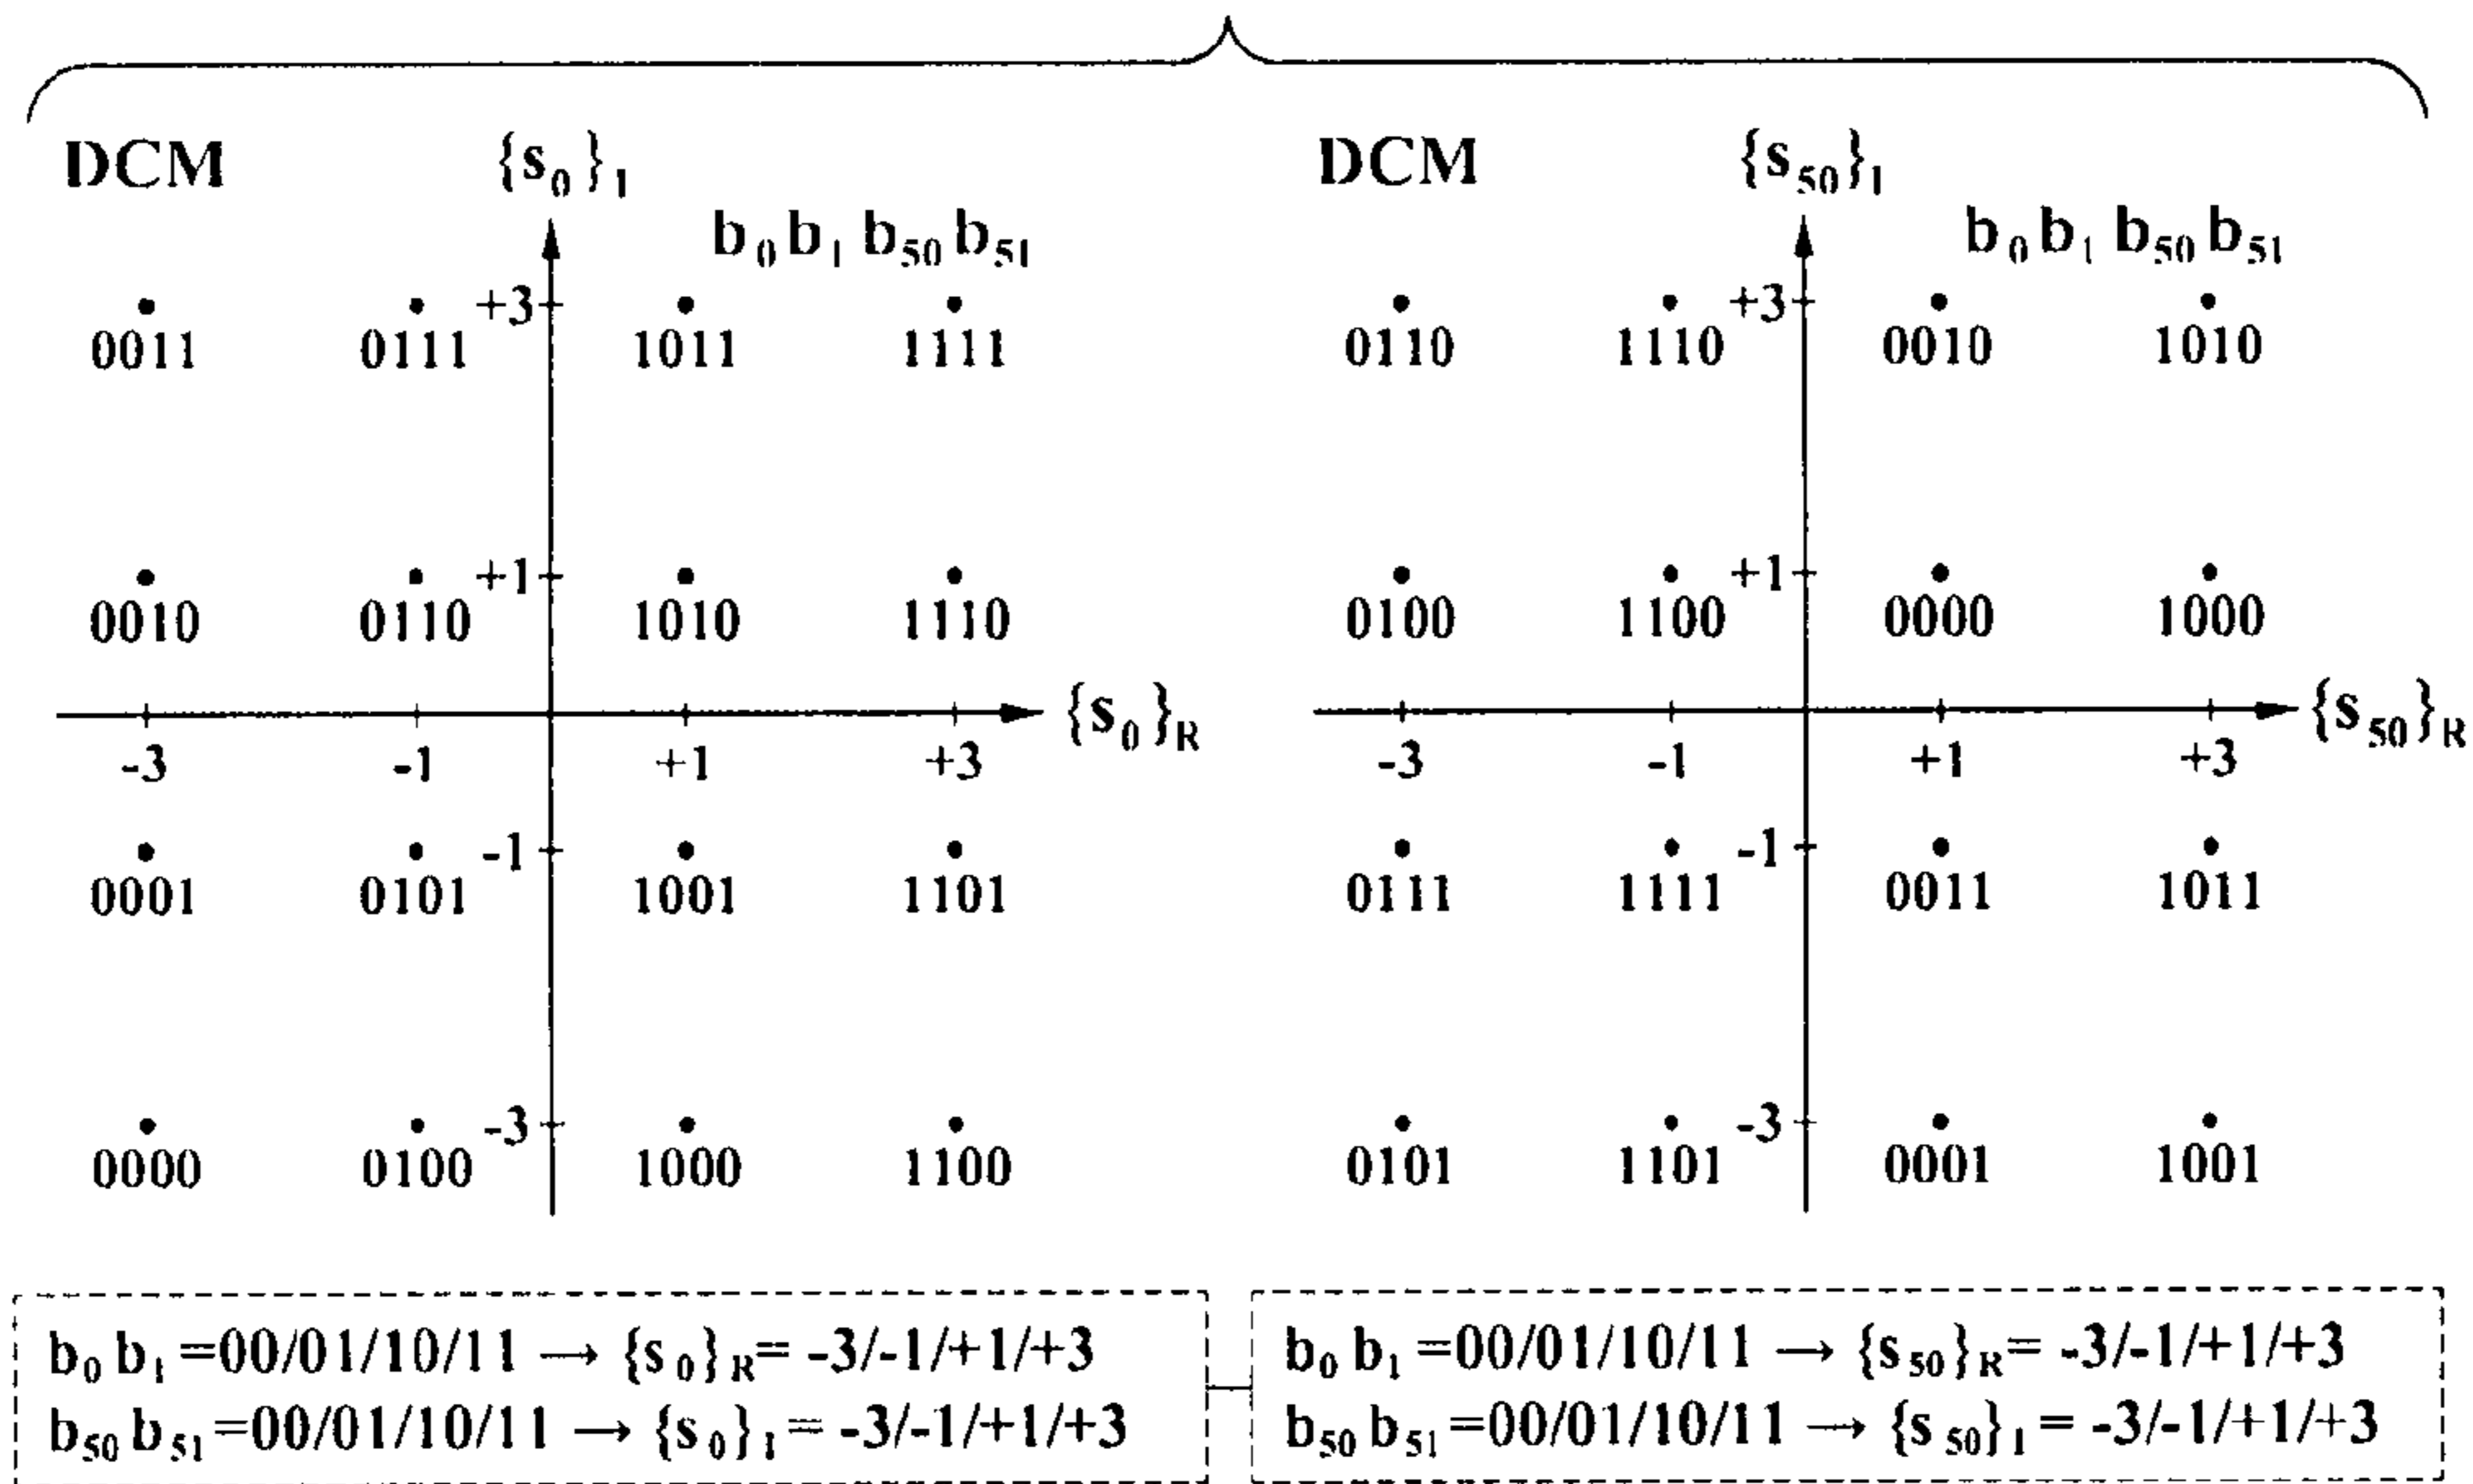 DCM {s₀}I
b₀ b₁ b₅₀ b₅₁
+3
0011 0111 1011 1111
+1
0010 0110 1010 1110
{s₀}R
-3 -1 +1 +3
-1
0001 0101 1001 1101
-3
0000 0100 1000 1100
DCM {s₅₀}I
b₀ b₁ b₅₀ b₅₁
+3
0110 1110 0010 1010
+1
0100 1100 0000 1000
{s₅₀}R
-3 -1 +1 +3
-1
0111 1111 0011 1011
-3
0101 1101 0001 1001
b₀ b₁ =00/01/10/11 → {s₀}R= -3/-1/+1/+3
b₅₀ b₅₁ =00/01/10/11 → {s₀}I = -3/-1/+1/+3
b₀ b₁ =00/01/10/11 → {s₅₀}R= -3/-1/+1/+3
b₅₀ b₅₁ =00/01/10/11 → {s₅₀}I = -3/-1/+1/+3